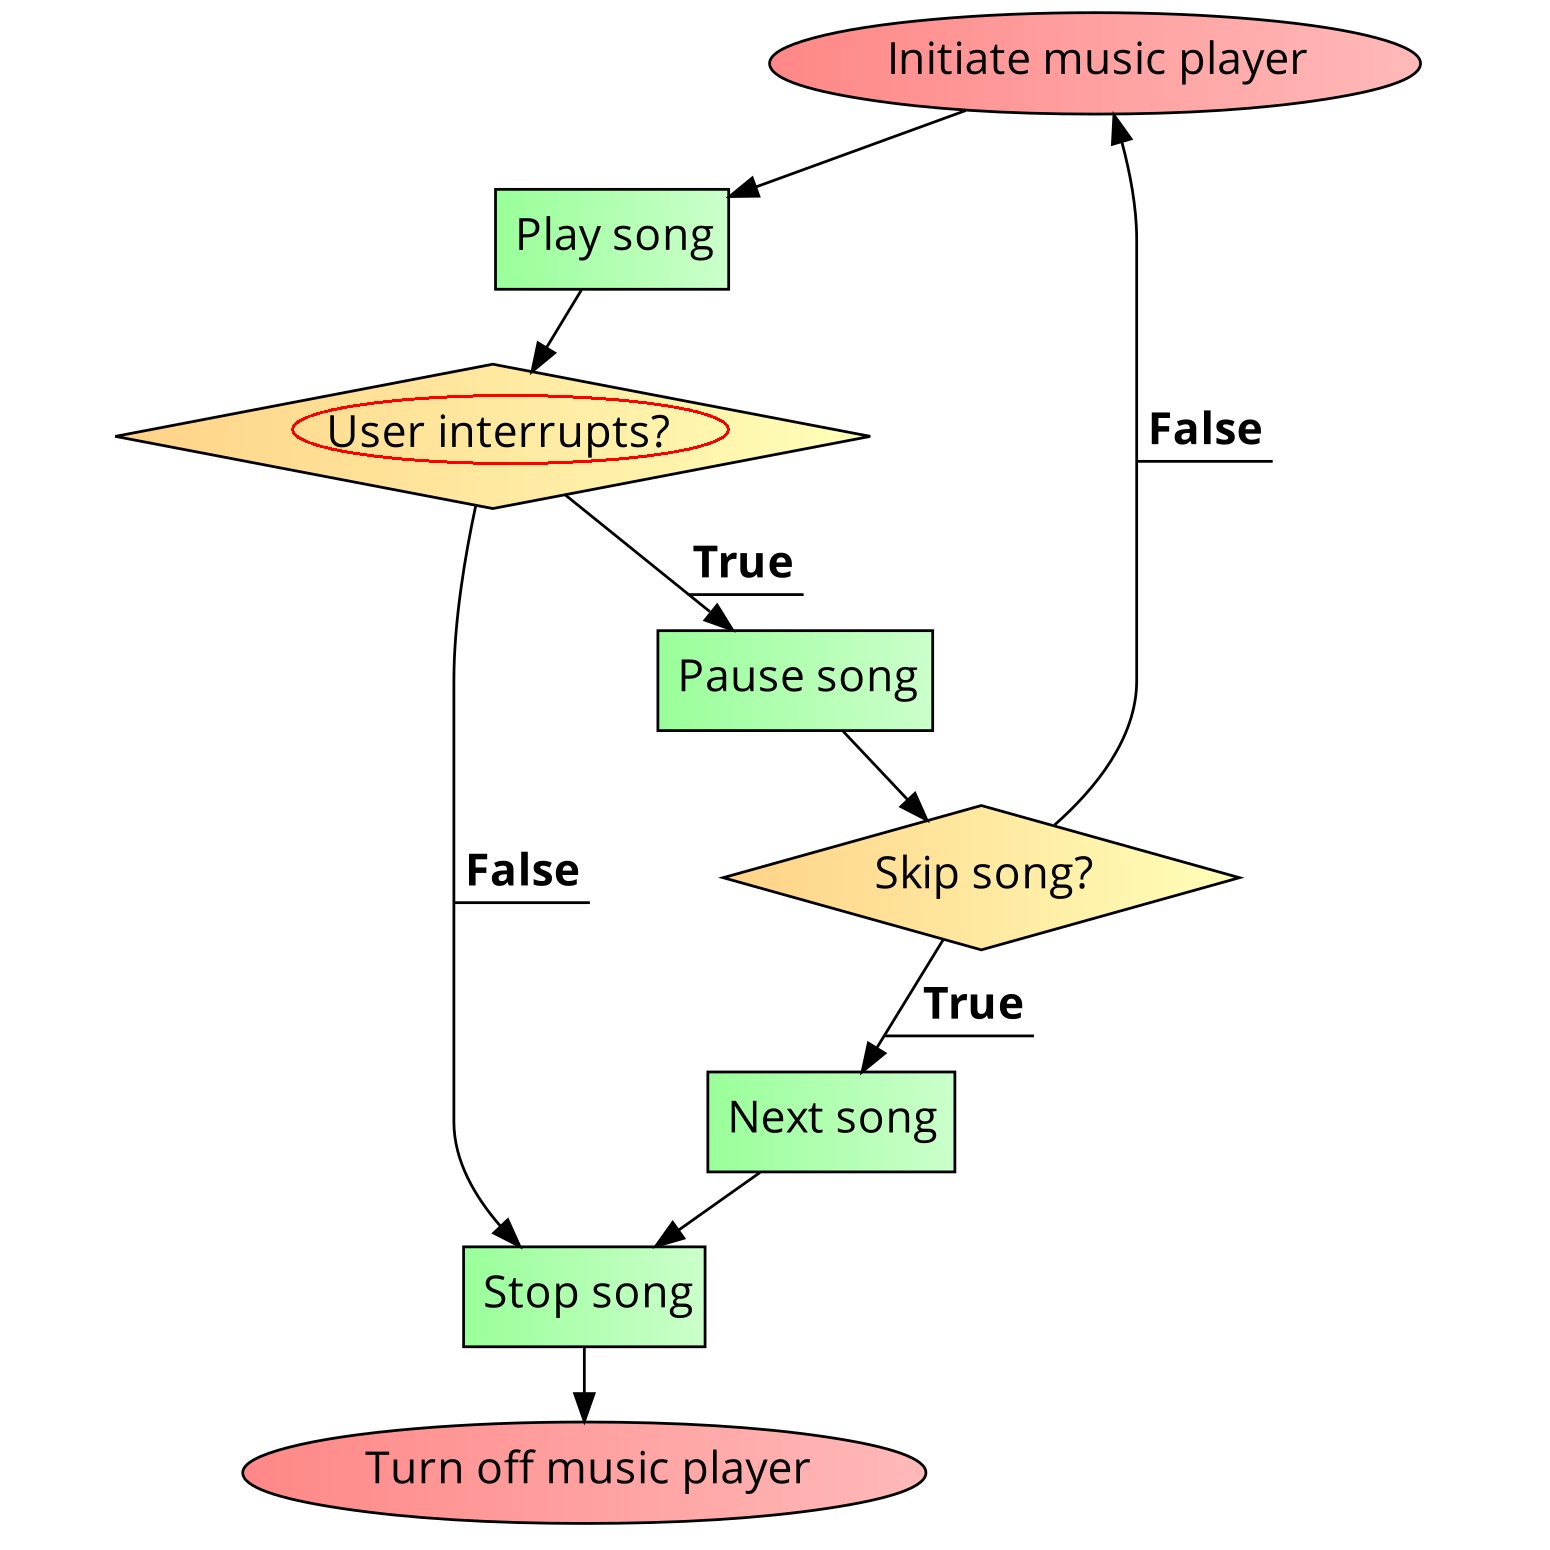 Initiate music player
Play song
User interrupts?
False
True
Pause song
False
Skip song?
True
Next song
Stop song
Turn off music player